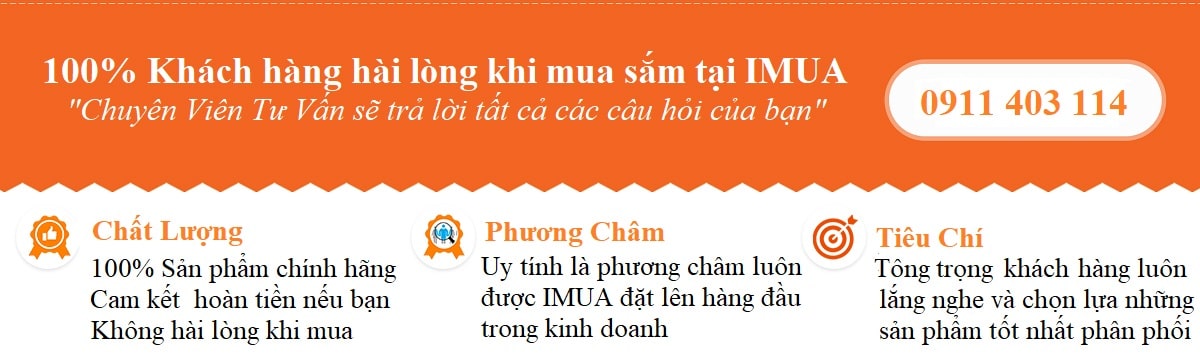 100% Khách hàng hài lòng khi mua sắm tại IMUA
"Chuyên Viên Tư Vấn sẽ trả lời tất cả các câu hỏi của bạn"
0911 403 114
Chất Lượng
100% Sản phẩm chính hãng
Cam kết hoàn tiền nếu bạn
Không hài lòng khi mua
Phương Châm
Uy tính là phương châm luôn
được IMUA đặt lên hàng đầu
trong kinh doanh
Tiêu Chí
Tông trọng khách hàng luôn
lắng nghe và chọn lựa những
sản phẩm tốt nhất phân phối